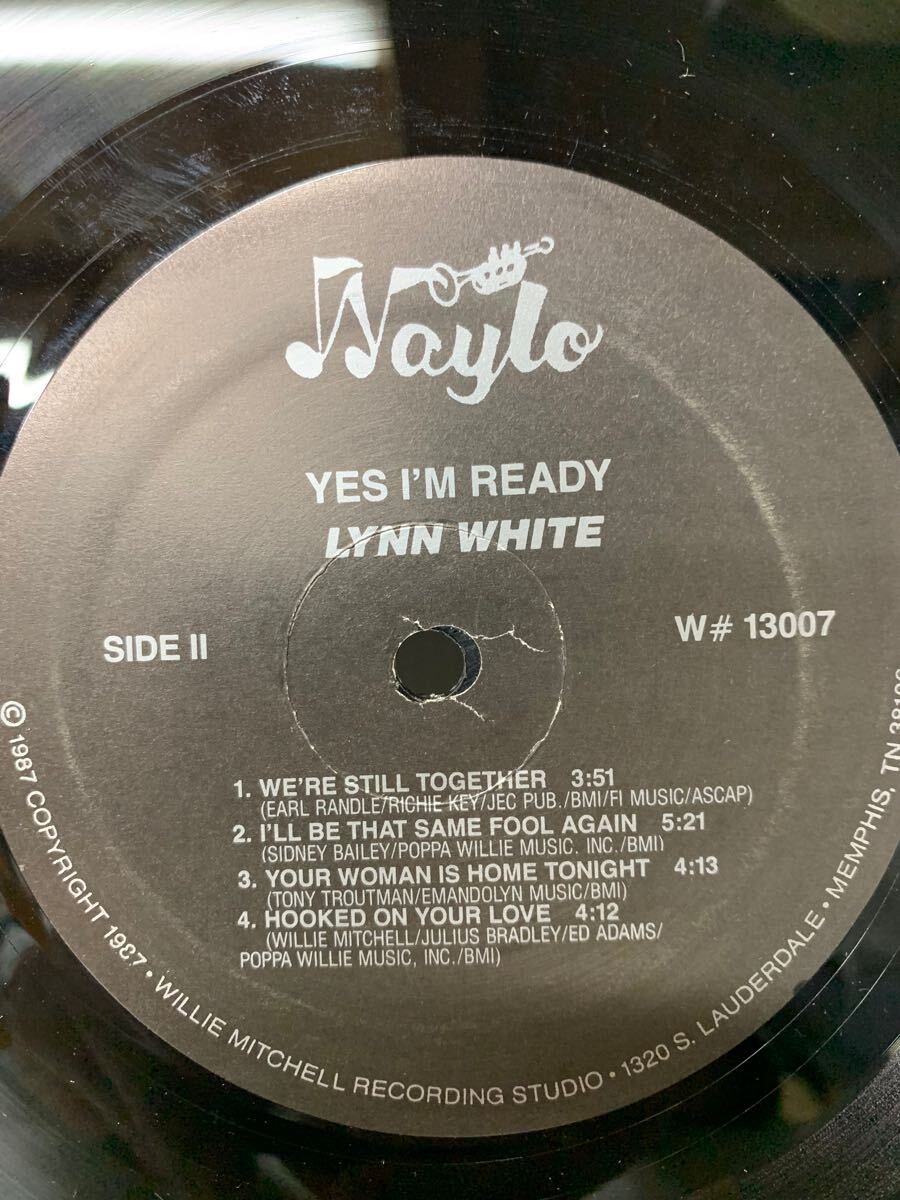 Waylo
YES I'M READY
LYNN WHITE
SIDE II
W# 13007
1. WE'RE STILL TOGETHER 3:51
(EARL RANDLE/RICHIE KEY/JEC PUB./BMI/FI MUSIC/ASCAP)
2. I'LL BE THAT SAME FOOL AGAIN 5:21
(SIDNEY BAILEY/POPPA WILLIE MUSIC. INC./BMI)
3. YOUR WOMAN IS HOME TONIGHT 4:13
(TONY TROUTMAN/EMANDOLYN MUSIC/BMI)
4. HOOKED ON YOUR LOVE 4:12
(WILLIE MITCHELL/JULIUS BRADLEY/ED ADAMS/
POPPA WILLIE MUSIC, INC./BMI)
© 1987 COPYRIGHT 1987 • WILLIE MITCHELL RECORDING STUDIO • 1320 S. LAUDERDALE • MEMPHIS, TN